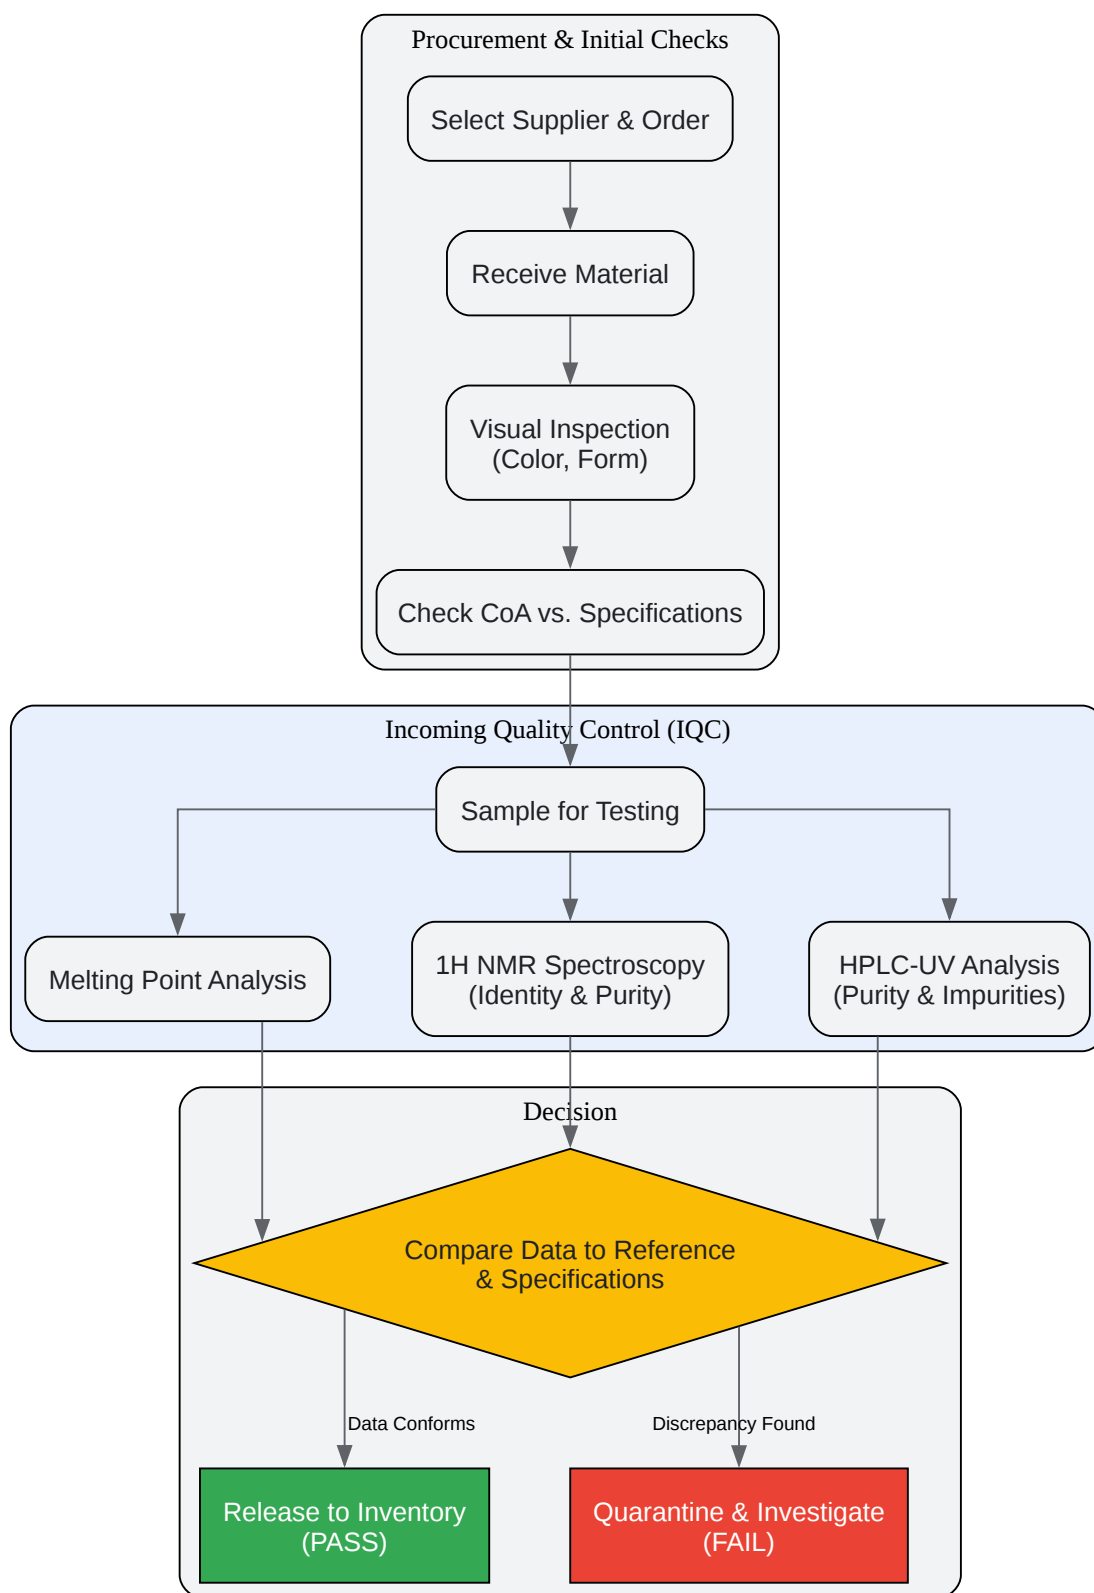 Procurement & Initial Checks
Select Supplier & Order
Receive Material
Visual Inspection
(Color, Form)
Check CoA vs. Specifications
Incoming Quality Control (IQC)
Sample for Testing
Melting Point Analysis
1H NMR Spectroscopy
(Identity & Purity)
HPLC-UV Analysis
(Purity & Impurities)
Decision
Compare Data to Reference
& Specifications
Data Conforms
Discrepancy Found
Release to Inventory
(PASS)
Quarantine & Investigate
(FAIL)